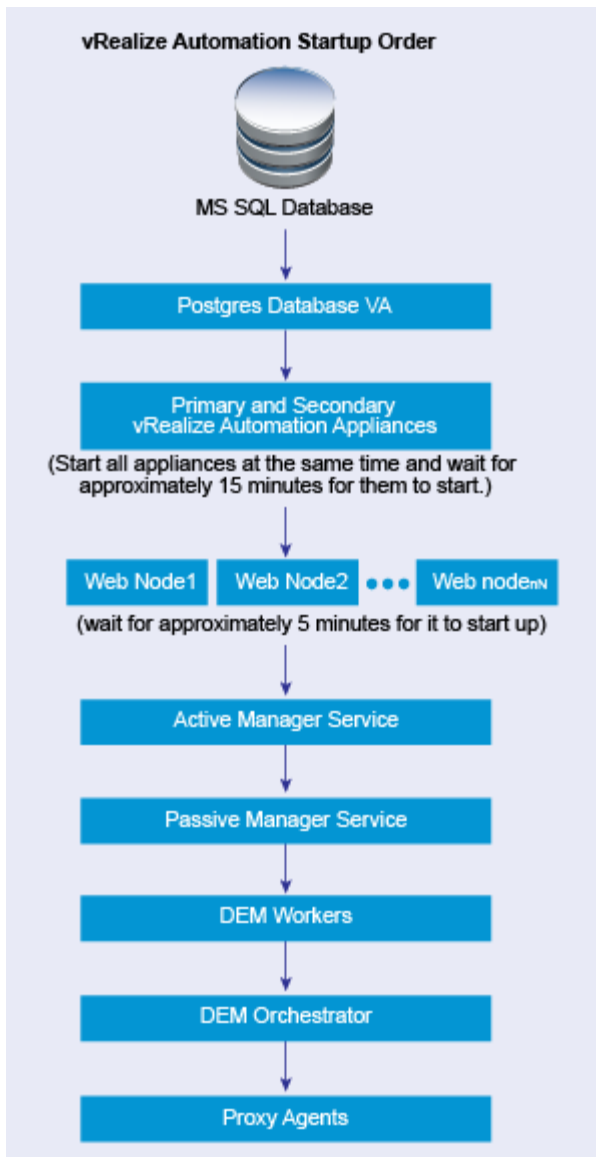 vRealize Automation Startup Order
MS SQL Database
Postgres Database VA
Primary and Secondary
vRealize Automation Appliances
(Start all appliances at the same time and wait for
approximately 15 minutes for them to start.)
Web Node1 Web Node2 ●●● Web nodenN
(wait for approximately 5 minutes for it to start up)
Active Manager Service
Passive Manager Service
DEM Workers
DEM Orchestrator
Proxy Agents